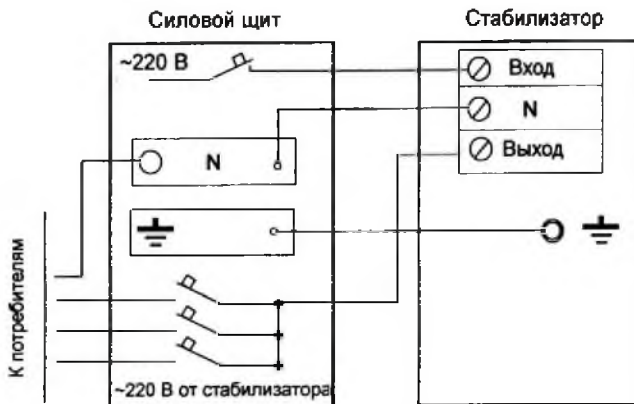 Силовой щит
Стабилизатор
~220 В
Вход
N
Выход
N
К потребителям
~220 В от стабилизатора